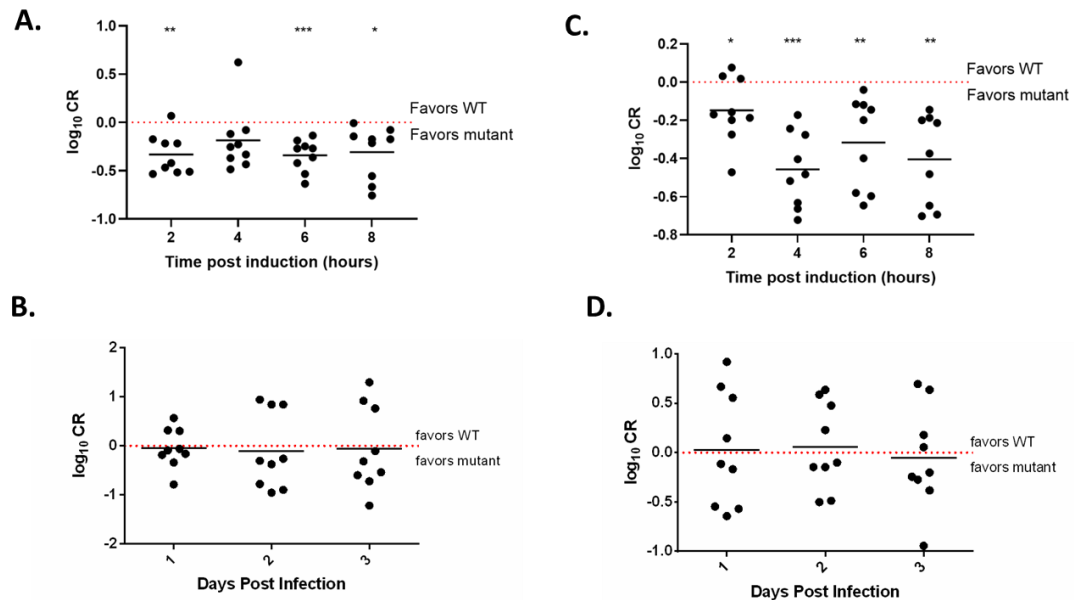 A.
** *** *
1.0
0.5
0.0
-0.5
-1.0
log10 CR
Favors WT
Favors mutant
2 4 6 8
Time post induction (hours)
C.
* *** ** **
0.2
0.0
-0.2
-0.4
-0.6
-0.8
log10 CR
Favors WT
Favors mutant
2 4 6 8
Time post induction (hours)
B.
2
1
0
-1
-2
log10 CR
favors WT
favors mutant
1 2 3
Days Post Infection
D.
1.0
0.5
0.0
-0.5
-1.0
log10 CR
favors WT
favors mutant
1 2 3
Days Post Infection